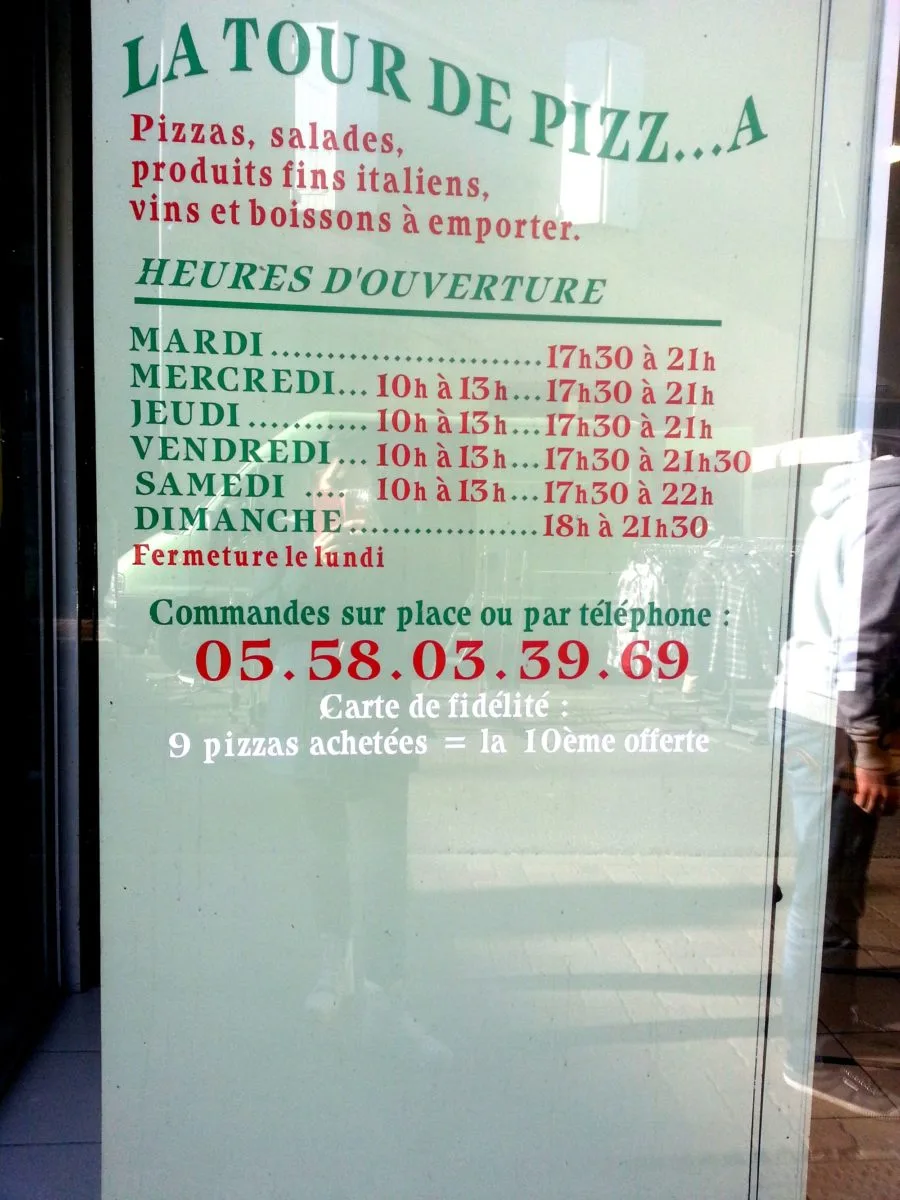 LA TOUR DE PIZZ...A
Pizzas, salades,
produits fins italiens,
vins et boissons à emporter.
HEURES D'OUVERTURE
MARDI........................17h30 à 21h
MERCREDI... 10h à 13h...17h30 à 21h
JEUDI ........... 10h à 13h...17h30 à 21h
VENDREDI... 10h à 13h...17h30 à 21h30
SAMEDI .... 10h à 13h...17h30 à 22h
DIMANCHE.................18h à 21h30
Fermeture le lundi
Commandes sur place ou par téléphone :
05.58.03.39.69
Carte de fidélité :
9 pizzas achetées = la 10ème offerte